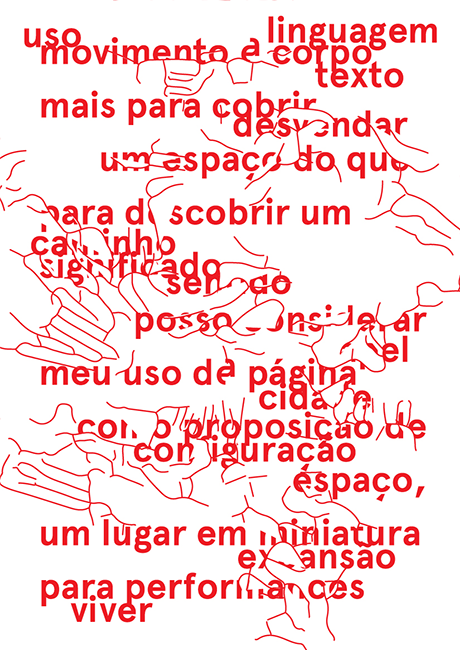 uso linguagem
movimento e corpo
texto
mais para cobrir
desvendar
um espaço do que
para descobrir um
caminho
significado
sentido
posso considerar
meu uso de página
cidade
como proposição de
configuração
espaço,
um lugar em miniatura
expansão
para performances
viver